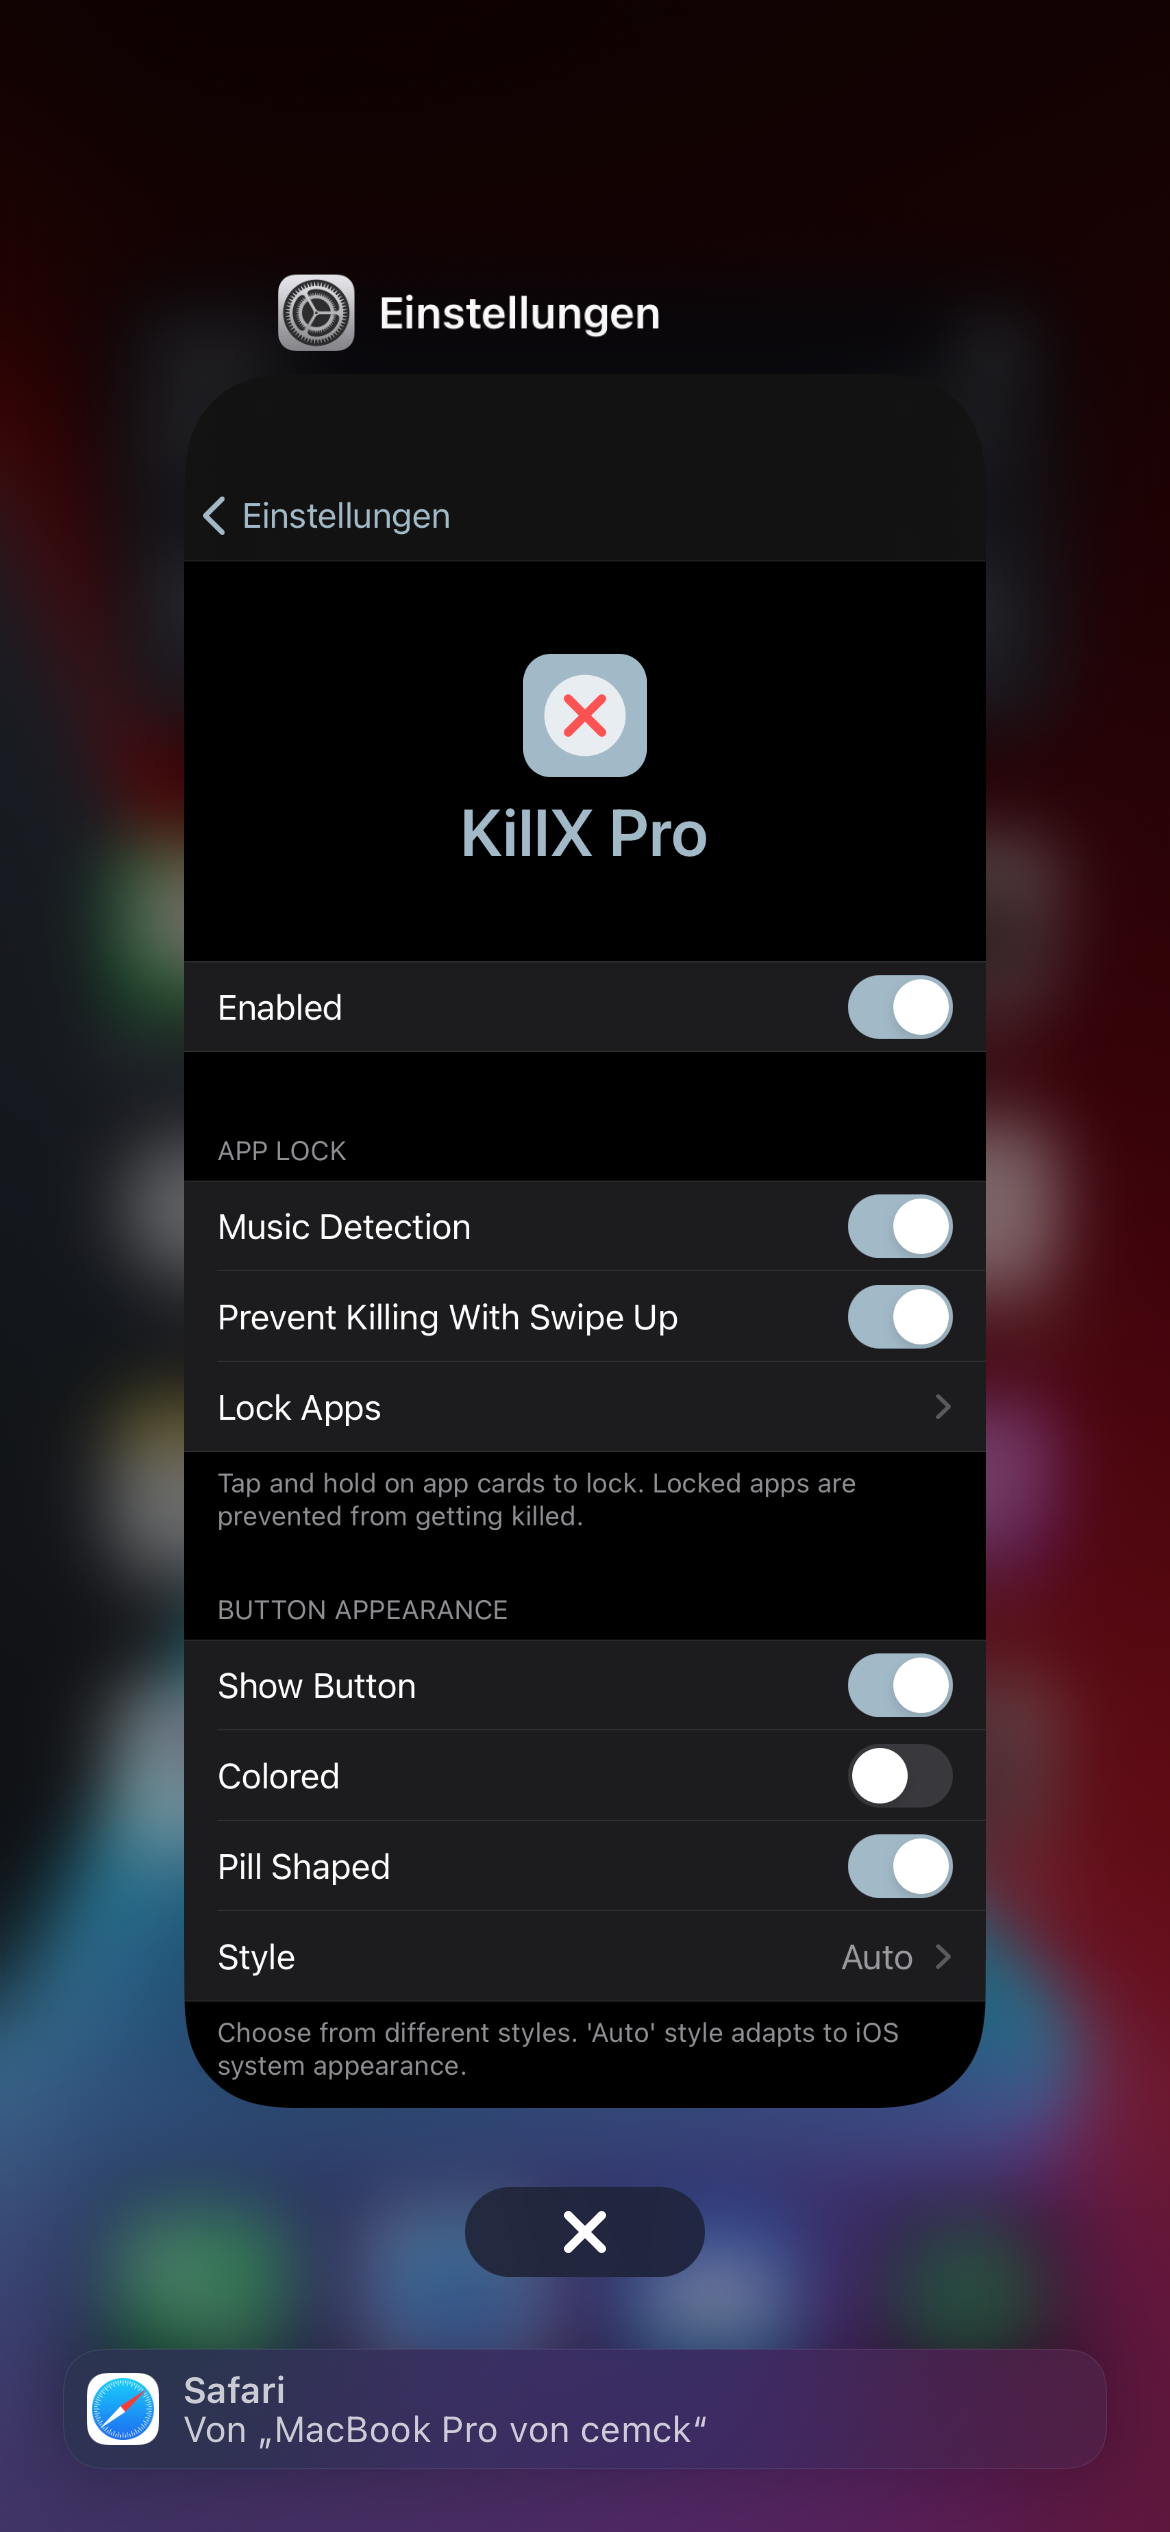 Einstellungen
Einstellungen
KillX Pro
Enabled
APP LOCK
Music Detection
Prevent Killing With Swipe Up
Lock Apps
Tap and hold on app cards to lock. Locked apps are
prevented from getting killed.
BUTTON APPEARANCE
Show Button
Colored
Pill Shaped
Style Auto
Choose from different styles. 'Auto' style adapts to iOS
system appearance.
Safari
Von „MacBook Pro von cemck“